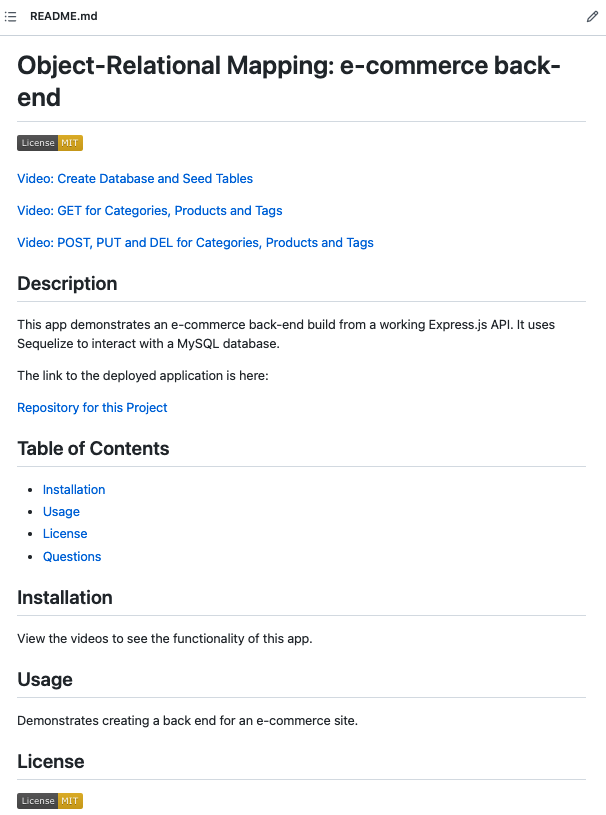 README.md
Object-Relational Mapping: e-commerce back-
end
License MIT
Video: Create Database and Seed Tables
Video: GET for Categories, Products and Tags
Video: POST, PUT and DEL for Categories, Products and Tags
Description
This app demonstrates an e-commerce back-end build from a working Express.js API. It uses
Sequelize to interact with a MySQL database.
The link to the deployed application is here:
Repository for this Project
Table of Contents
Installation
Usage
License
Questions
Installation
View the videos to see the functionality of this app.
Usage
Demonstrates creating a back end for an e-commerce site.
License
License MIT